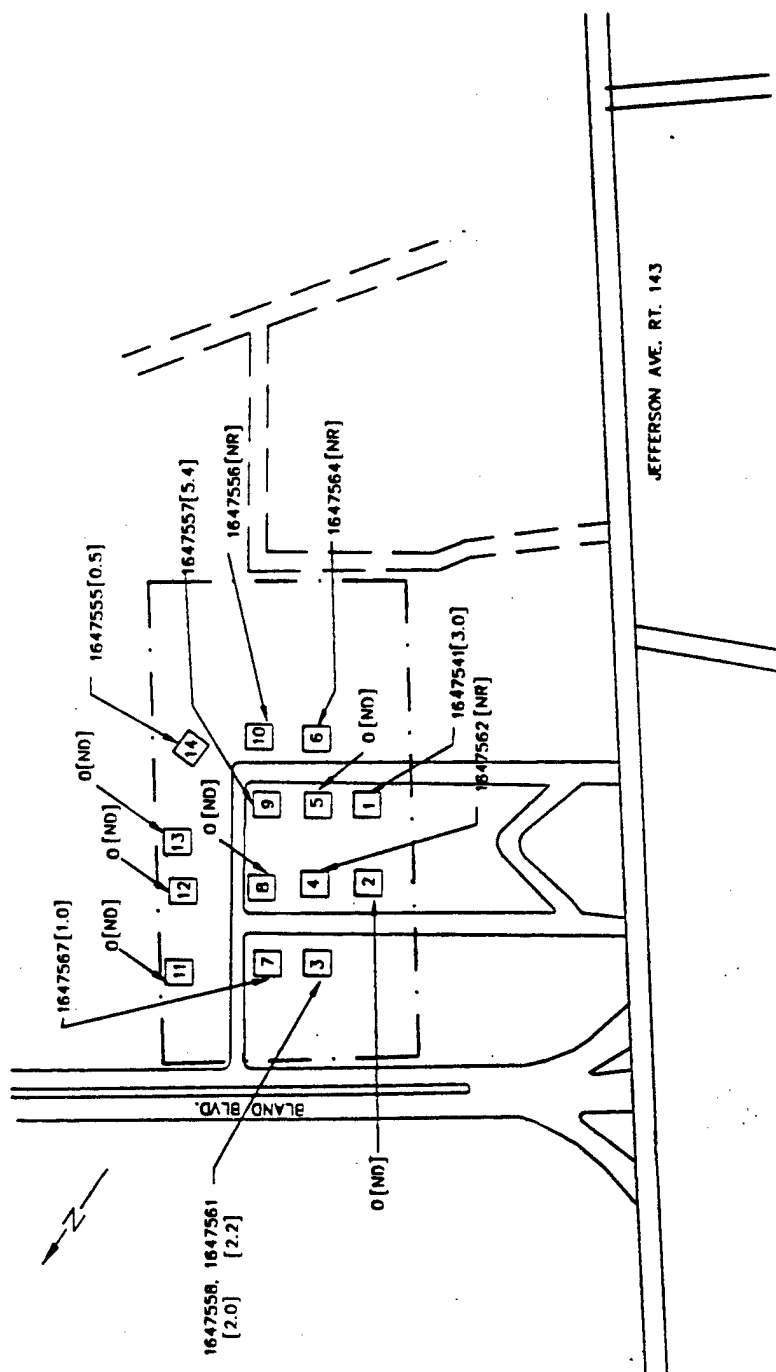 1647555[0.5]
1647557[5.4]
1647556[NR]
1647564[NR]
0[ND]
0[ND]
0[ND]
0[ND]
1647567[1.0]
14
13
12
11
10
9
8
7
6
5
4
3
1
2
0[ND]
1647541[3.0]
1647562[NR]
JEFFERSON AVE. RT. 143
BLAND BLVD.
N
0[ND]
1647558, 1647561
[2.0] [2.2]